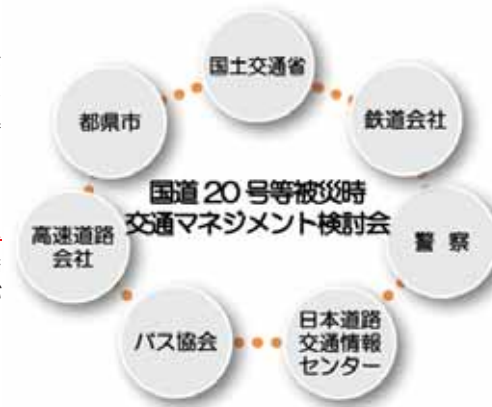 国土交通省
鉄道会社
警 察
日本道路
交通情報
センター
バス協会
高速道路
会社
都県市
国道20号等被災時
交通マネジメント検討会